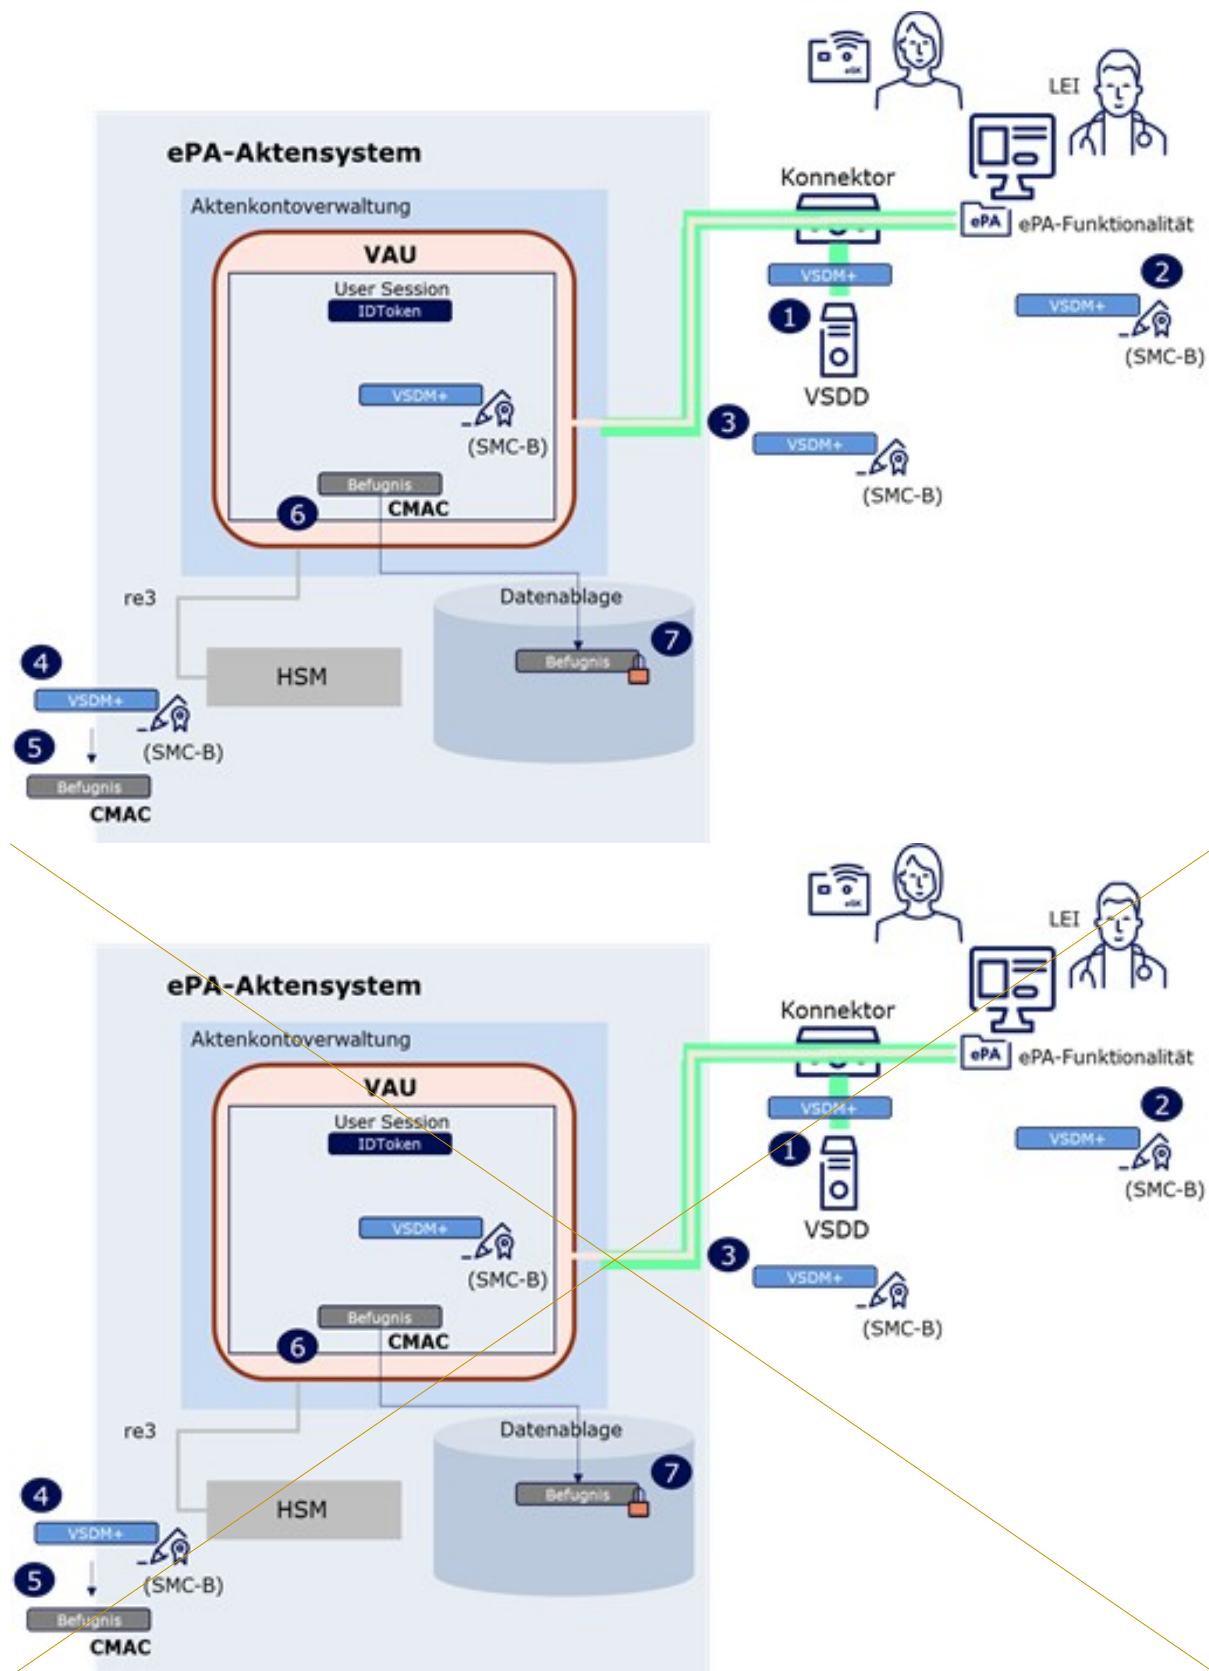 eGK
LEI
ePA-Aktensystem
Konnektor
Aktenkontoverwaltung
ePA
ePA-Funktionalität
VAU
VSDM+
2
User Session
IDToken
1
VSDM+
(SMC-B)
VSDD
VSDM+
(SMC-B)
3
VSDM+
(SMC-B)
Befugnis
CMAC
6
re3
Datenablage
7
4
HSM
Befugnis
VSDM+
(SMC-B)
5
Befugnis
CMAC
eGK
LEI
ePA-Aktensystem
Konnektor
Aktenkontoverwaltung
ePA
ePA-Funktionalität
VAU
VSDM+
2
User Session
IDToken
1
VSDM+
(SMC-B)
VSDD
VSDM+
(SMC-B)
3
VSDM+
(SMC-B)
Befugnis
CMAC
6
re3
Datenablage
7
4
HSM
Befugnis
VSDM+
(SMC-B)
5
Befugnis
CMAC